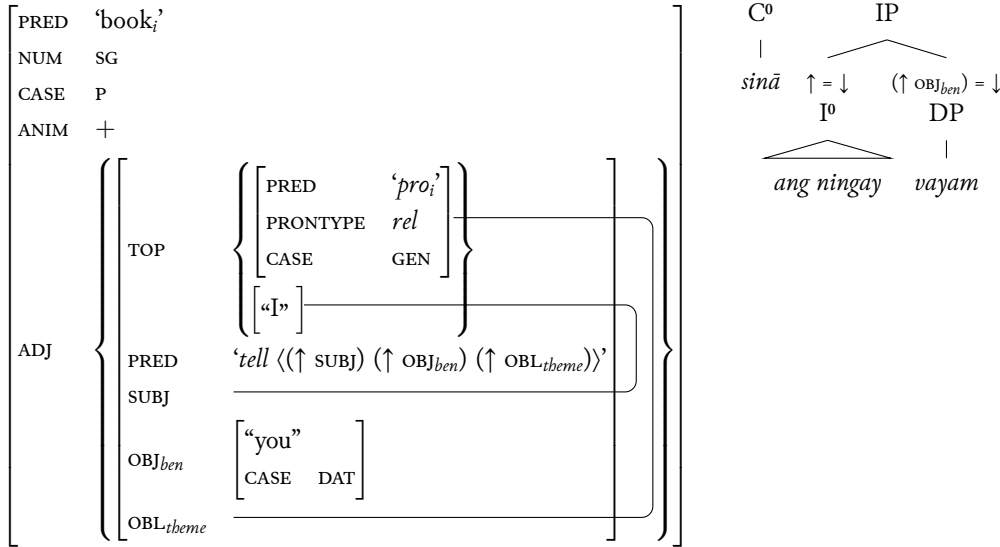 PRED ‘book_i’
NUM SG
CASE P
ANIM +
ADJ
TOP
PRED ‘pro_i’
PRONTYPE rel
CASE GEN
[“I”]
PRED ‘tell ⟨(↑ SUBJ) (↑ OBJ_ben) (↑ OBL_theme)⟩’
SUBJ
OBJ_ben
“you”
CASE DAT
OBL_theme
C⁰ IP
sinā ↑ = ↓ (↑ OBJ_ben) = ↓
I⁰ DP
ang ningay vayam